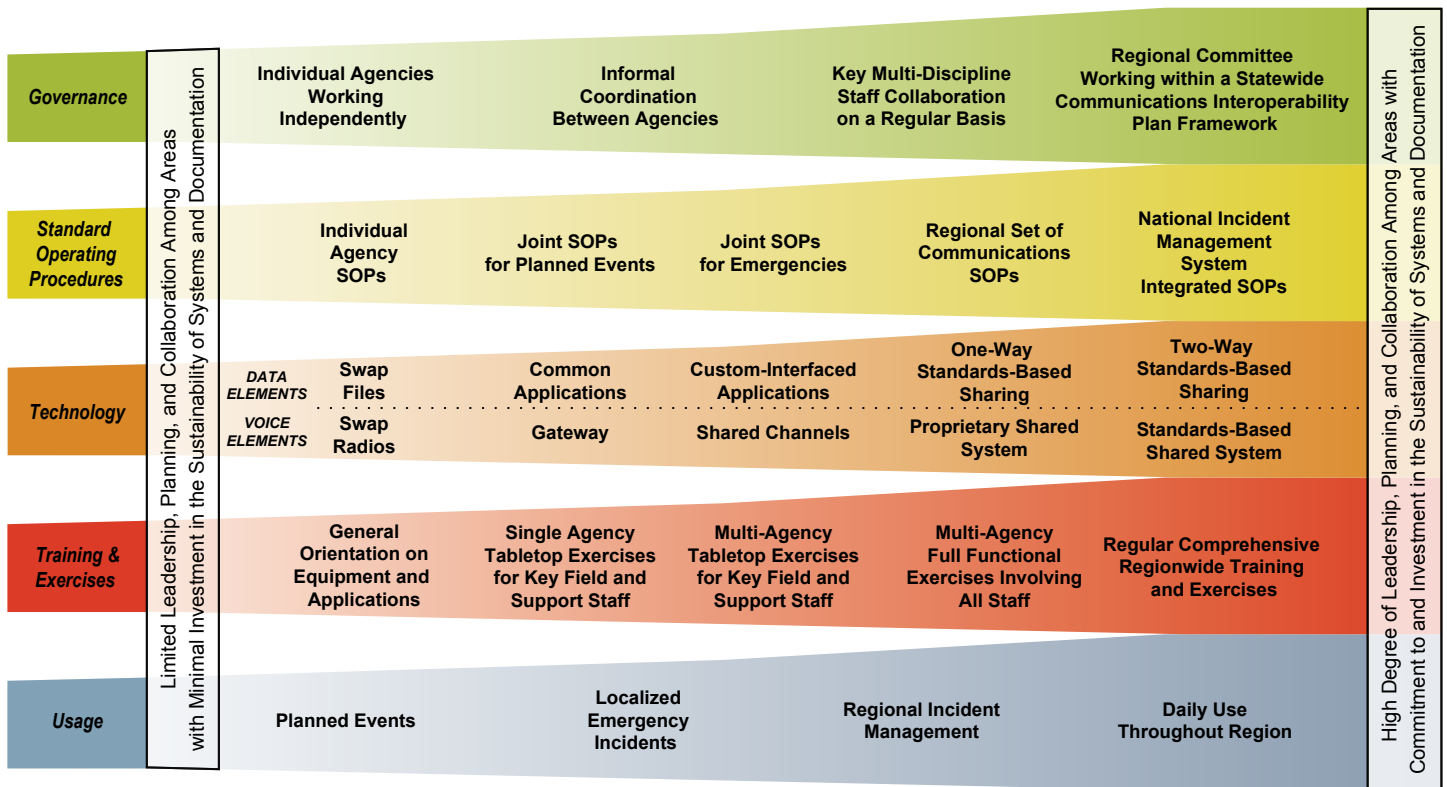 Limited Leadership, Planning, and Collaboration Among Areas
with Minimal Investment in the Sustainability of Systems and Documentation
Governance
Individual Agencies
Working
Independently
Informal
Coordination
Between Agencies
Key Multi-Discipline
Staff Collaboration
on a Regular Basis
Regional Committee
Working within a Statewide
Communications Interoperability
Plan Framework
Standard
Operating
Procedures
Individual
Agency
SOPs
Joint SOPs
for Planned Events
Joint SOPs
for Emergencies
Regional Set of
Communications
SOPs
National Incident
Management
System
Integrated SOPs
Technology
DATA
ELEMENTS
Swap
Files
Common
Applications
Custom-Interfaced
Applications
One-Way
Standards-Based
Sharing
Two-Way
Standards-Based
Sharing
VOICE
ELEMENTS
Swap
Radios
Gateway
Shared Channels
Proprietary Shared
System
Standards-Based
Shared System
Training &
Exercises
General
Orientation on
Equipment and
Applications
Single Agency
Tabletop Exercises
for Key Field and
Support Staff
Multi-Agency
Tabletop Exercises
for Key Field and
Support Staff
Multi-Agency
Full Functional
Exercises Involving
All Staff
Regular Comprehensive
Regionwide Training
and Exercises
Usage
Planned Events
Localized
Emergency
Incidents
Regional Incident
Management
Daily Use
Throughout Region
High Degree of Leadership, Planning, and Collaboration Among Areas with
Commitment to and Investment in the Sustainability of Systems and Documentation